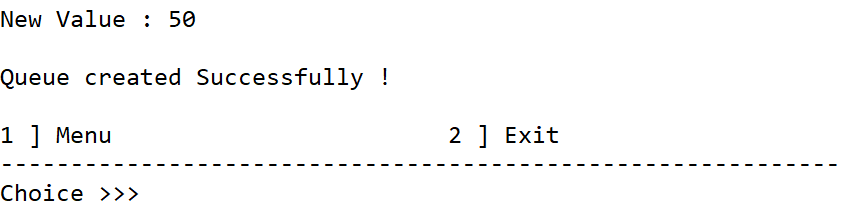 New Value : 50
Queue created Successfully !
1 ] Menu                        2 ] Exit
------------------------------------------------------------
Choice >>>